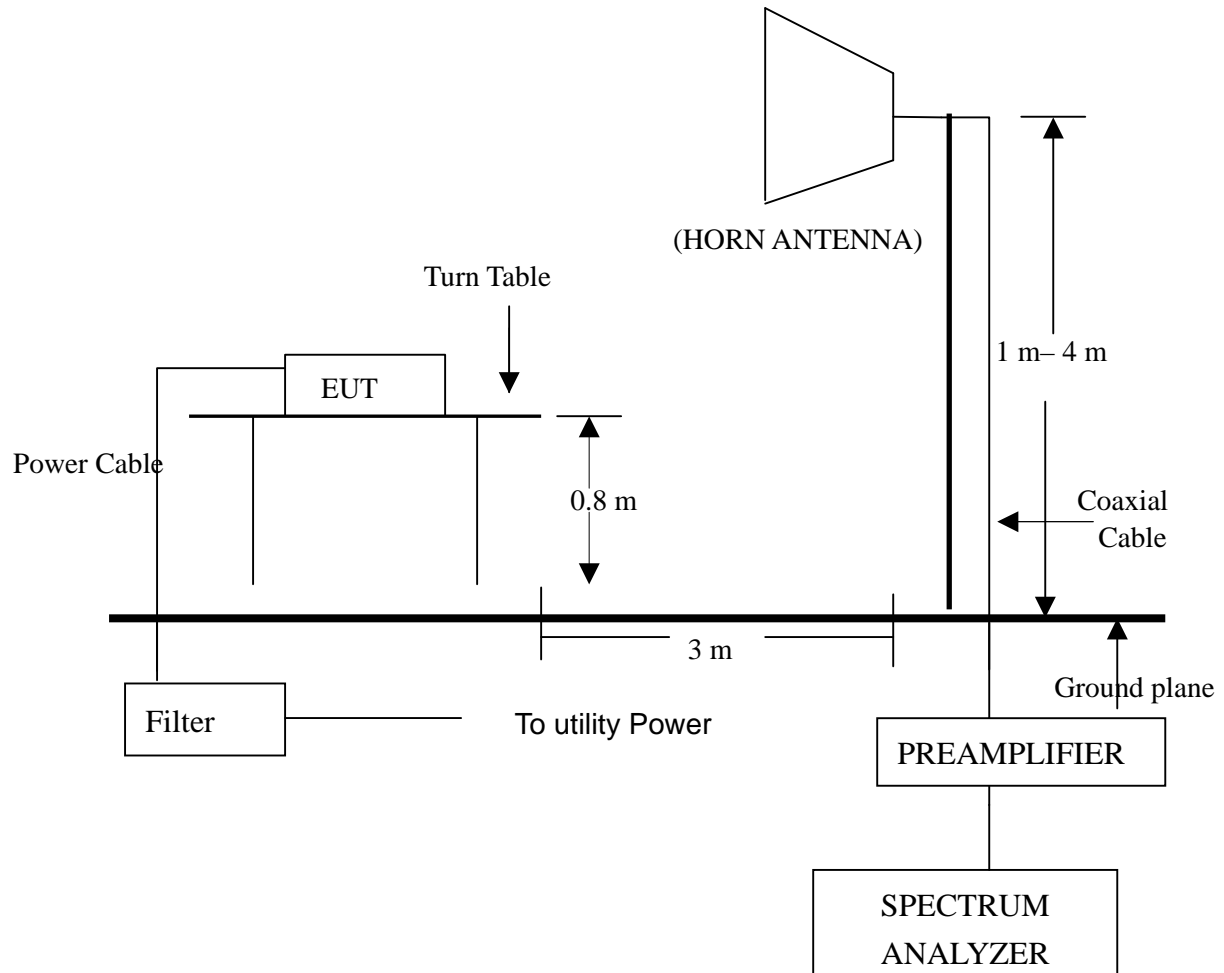 (HORN ANTENNA)
Turn Table
1 m– 4 m
EUT
Power Cable
0.8 m
Coaxial
Cable
3 m
Ground plane
Filter
To utility Power
PREAMPLIFIER
SPECTRUM
ANALYZER